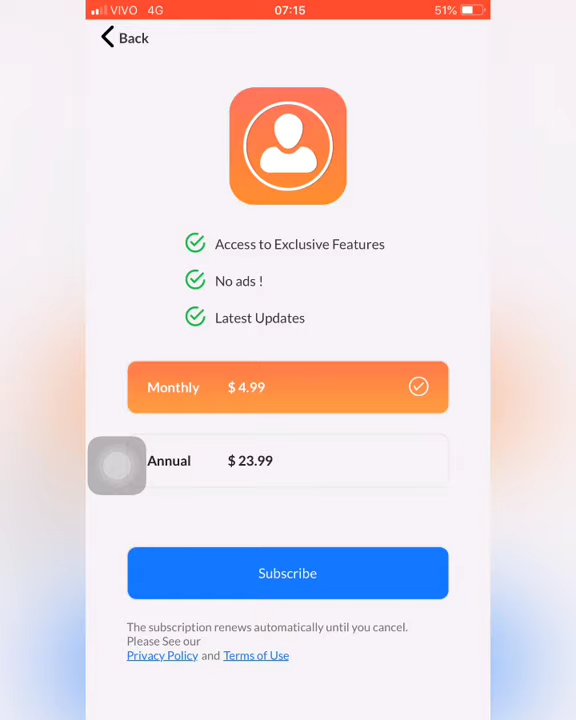 VIVO 4G 07:15 51%
Back
Access to Exclusive Features
No ads !
Latest Updates
Monthly $ 4.99
Annual $ 23.99
Subscribe
The subscription renews automatically until you cancel.
Please See our
Privacy Policy and Terms of Use